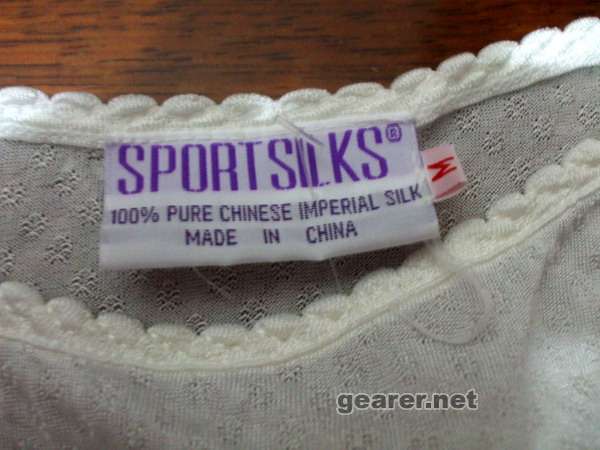 SPORTSILKS®
M
100% PURE CHINESE IMPERIAL SILK
MADE IN CHINA
gearer.net